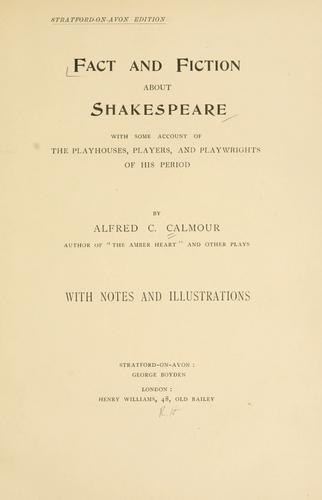 STRATFORD-ON-AVON EDITION
FACT AND FICTION
ABOUT
SHAKESPEARE
WITH SOME ACCOUNT OF
THE PLAYHOUSES, PLAYERS, AND PLAYWRIGHTS
OF HIS PERIOD
BY
ALFRED C. CALMOUR
AUTHOR OF "THE AMBER HEART" AND OTHER PLAYS
WITH NOTES AND ILLUSTRATIONS
STRATFORD-ON-AVON:
GEORGE BOYDEN
LONDON:
HENRY WILLIAMS, 48, OLD BAILEY